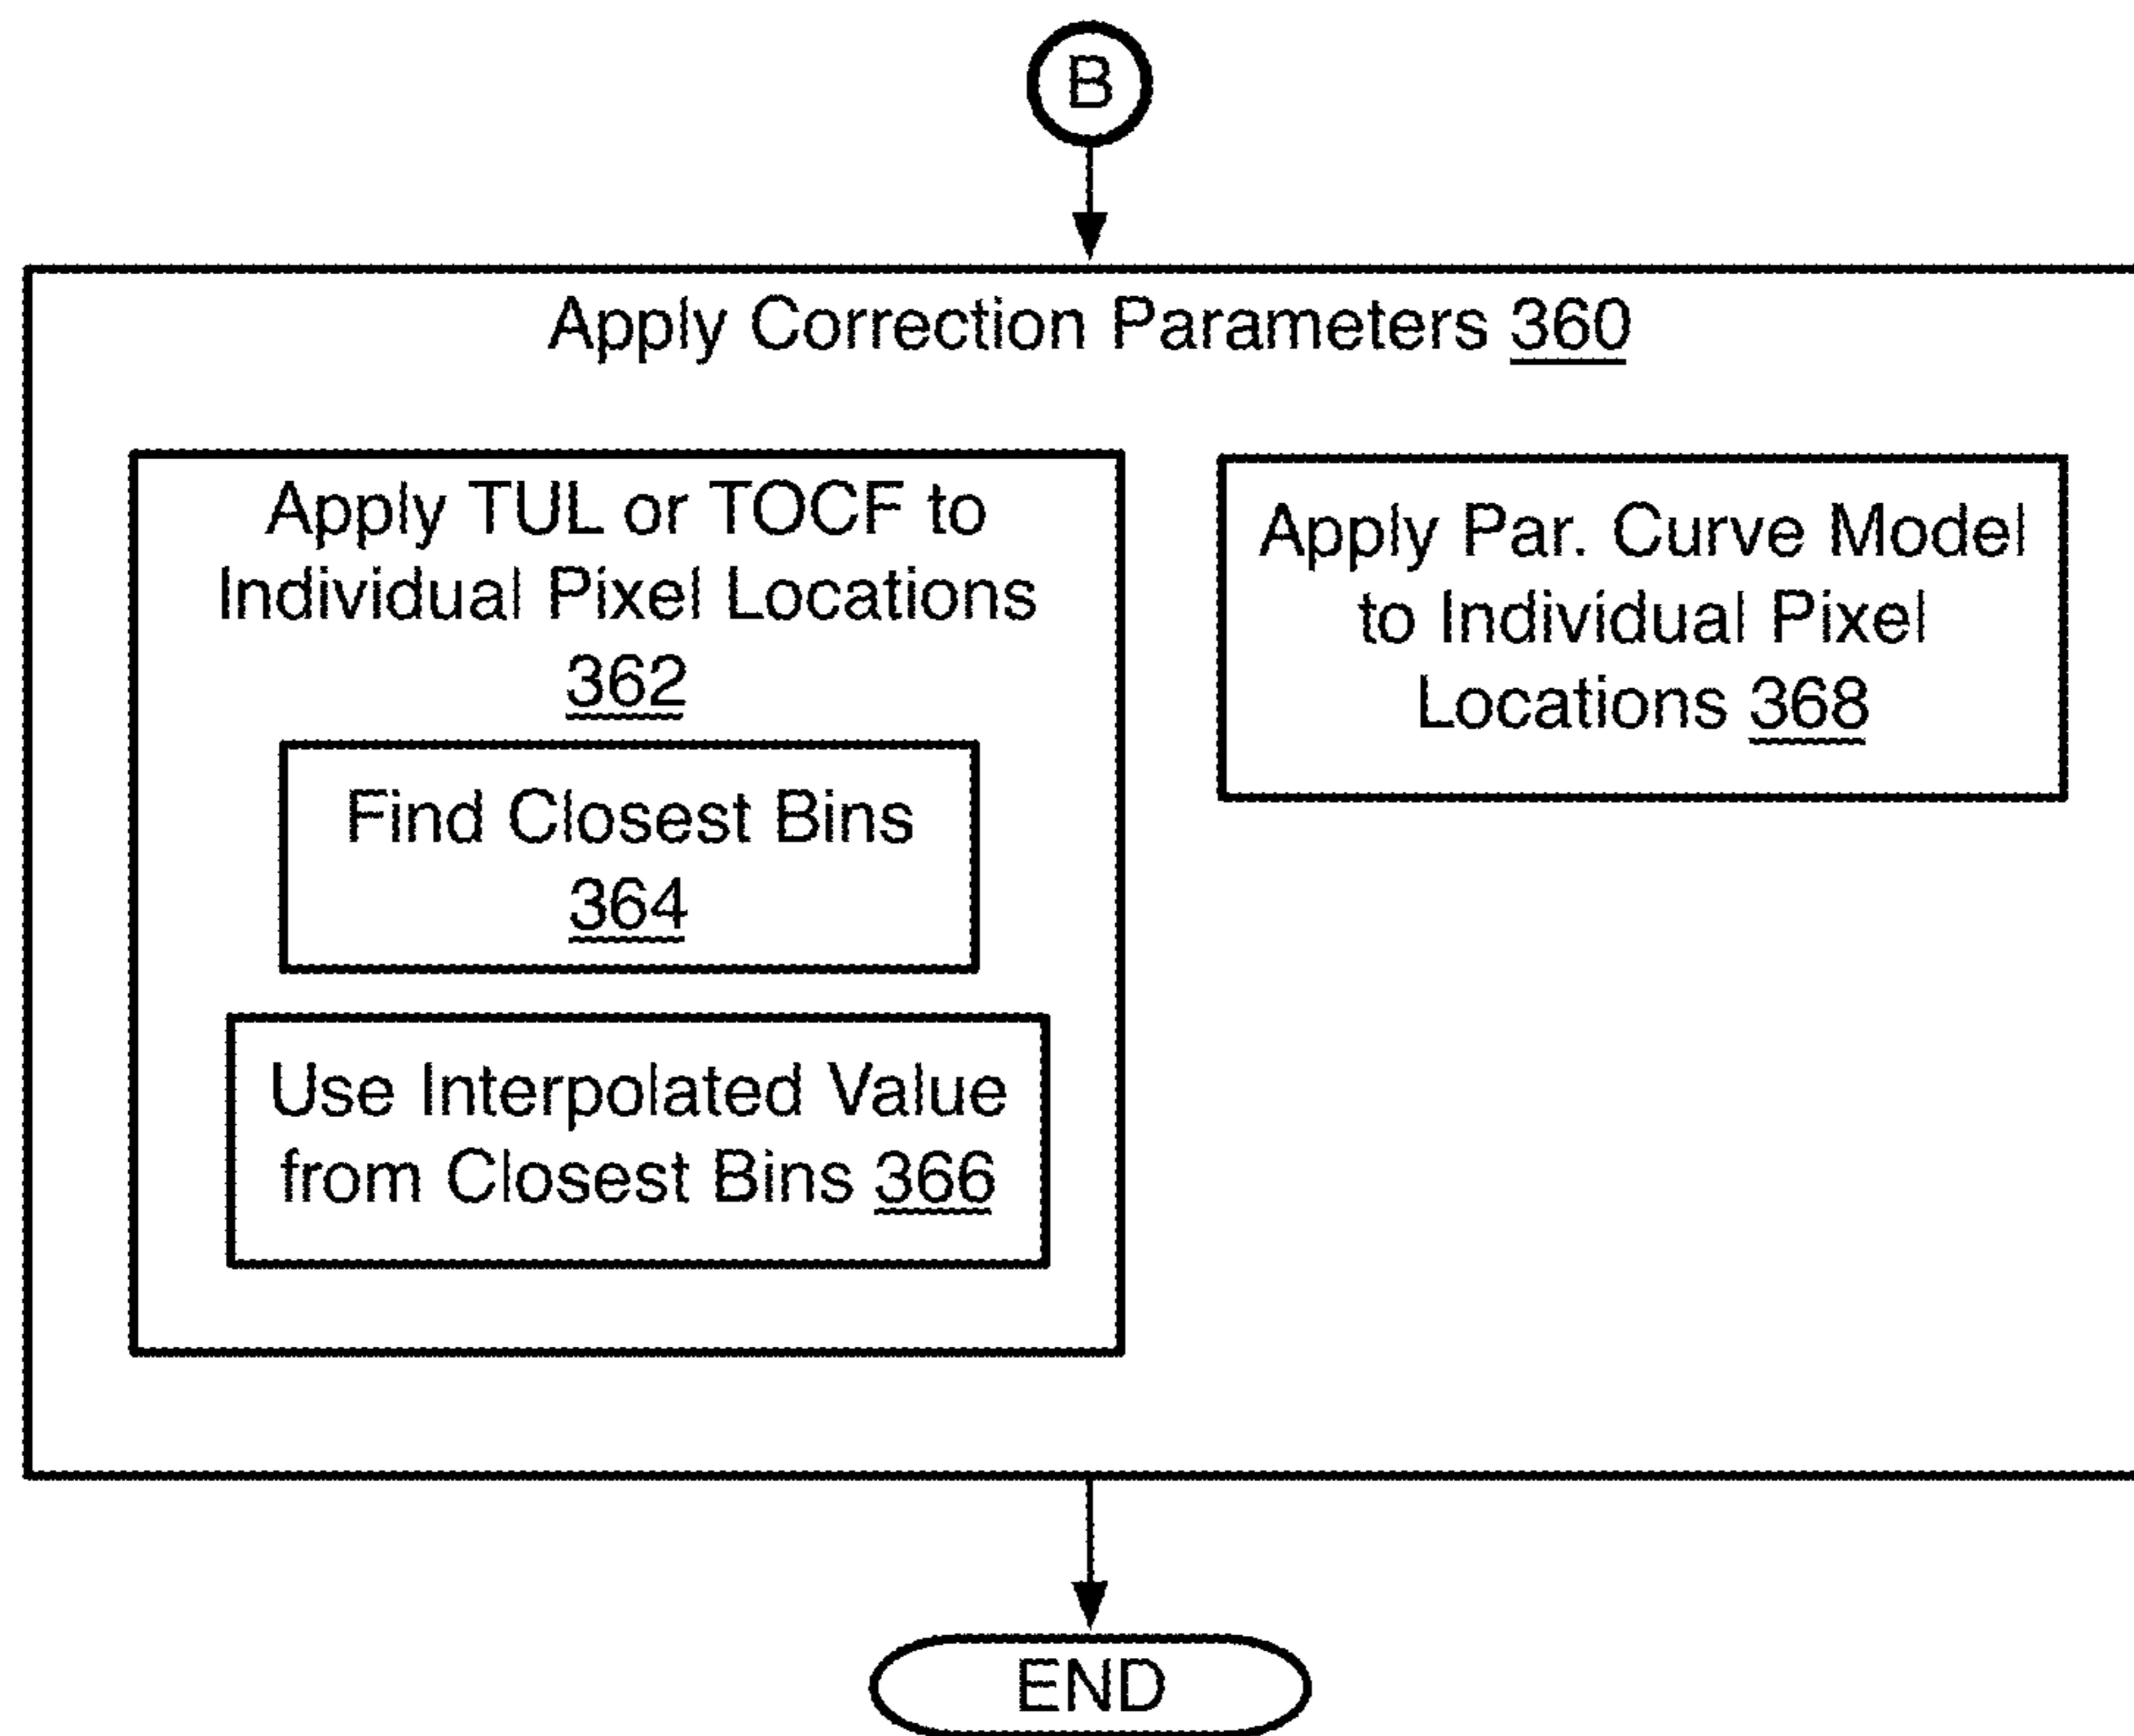 B
Apply Correction Parameters 360
Apply TUL or TOCF to
Individual Pixel Locations
362
Find Closest Bins
364
Use Interpolated Value
from Closest Bins 366
Apply Par. Curve Model
to Individual Pixel
Locations 368
END